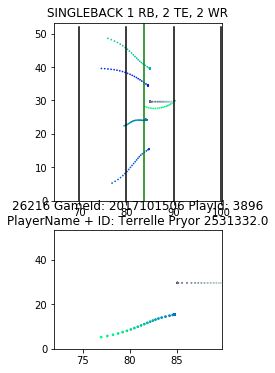 SINGLEBACK 1 RB, 2 TE, 2 WR
50
40
30
20
10
0
70 80 90 100
26216 GameId: 2017101506 PlayId: 3896
PlayerName + ID: Terrelle Pryor 2531332.0
40
20
0
75 80 85